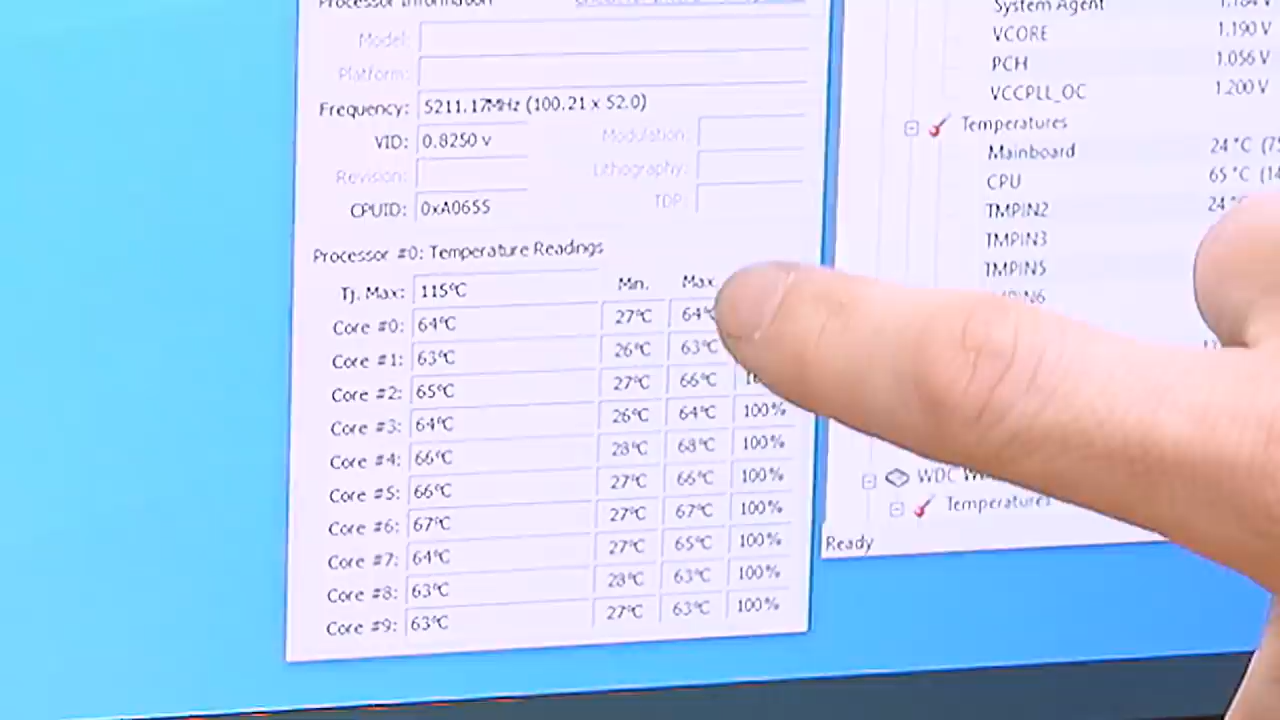 Processor Information
Model:
Platform:
Frequency: 5211.17MHz (100.21 x 52.0)
VID: 0.8250 v
Modulation:
Revision:
Lithography:
CPUID: 0xA0655
TDP:
Processor #0: Temperature Readings
Tj. Max: 115°C Min. Max.
Core #0: 64°C 27°C 64°C
Core #1: 63°C 26°C 63°C
Core #2: 65°C 27°C 66°C
Core #3: 64°C 26°C 64°C 100%
Core #4: 66°C 28°C 68°C 100%
Core #5: 66°C 27°C 66°C 100%
Core #6: 67°C 27°C 67°C 100%
Core #7: 64°C 27°C 65°C 100%
Core #8: 63°C 28°C 63°C 100%
Core #9: 63°C 27°C 63°C 100%
System Agent
VCORE 1.190 V
PCH 1.056 V
VCCPLL_OC 1.200 V
Temperatures
Mainboard 24 °C
CPU 65 °C
TMPIN2 24
TMPIN3
TMPIN5
WDC
Temperatures
Ready